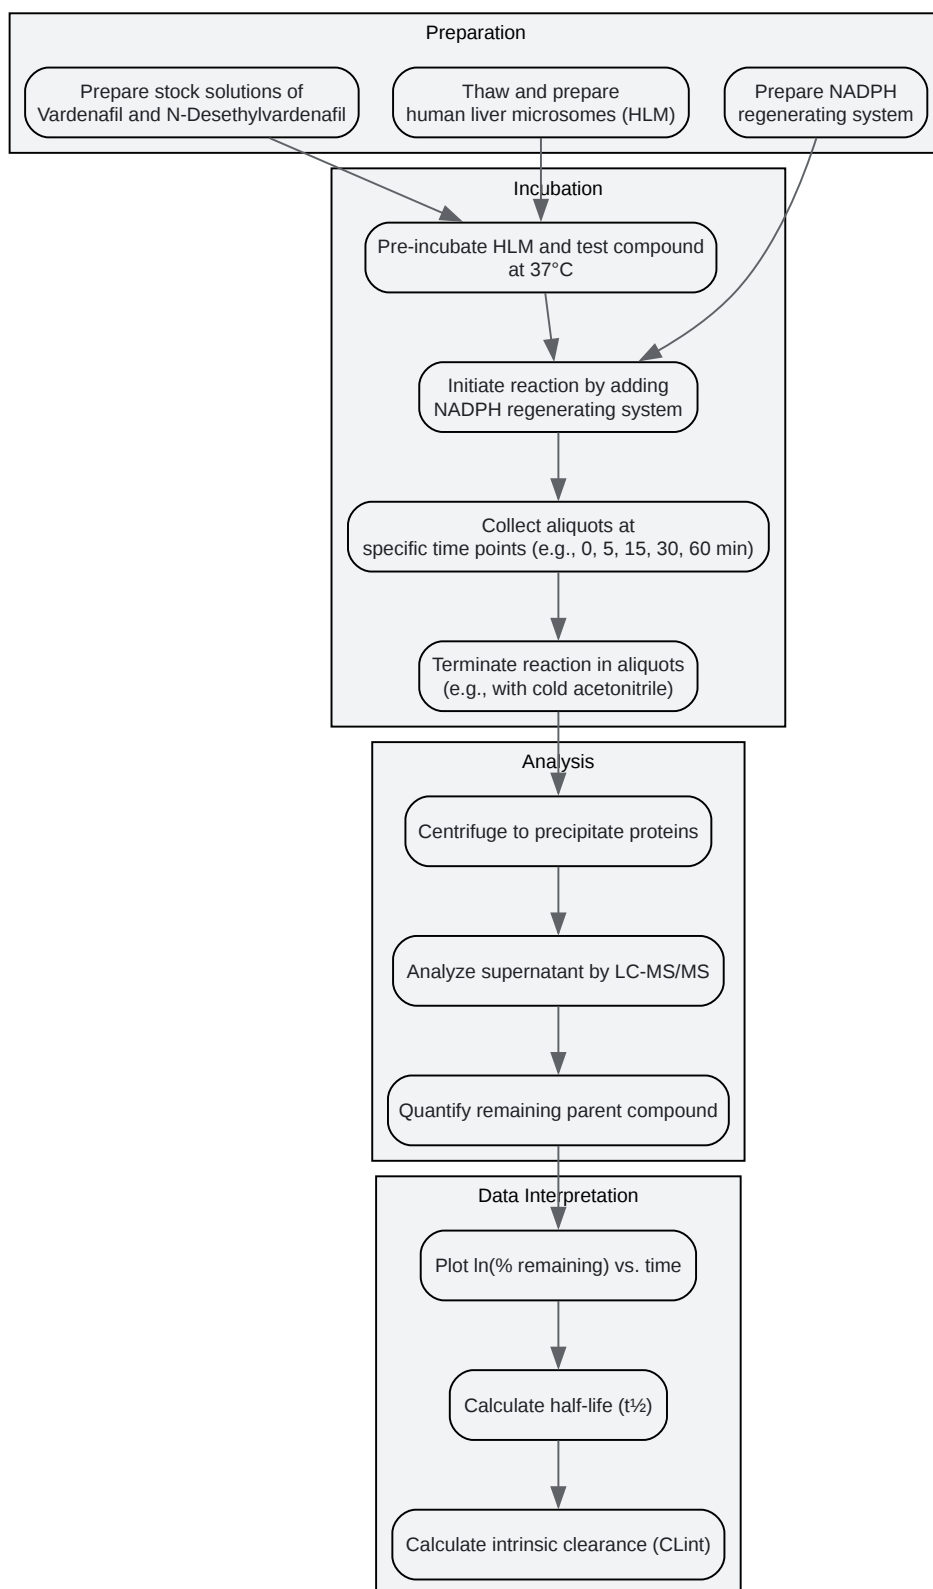 Preparation
Prepare stock solutions of
Vardenafil and N-Desethylvardenafil
Thaw and prepare
human liver microsomes (HLM)
Prepare NADPH
regenerating system
Incubation
Pre-incubate HLM and test compound
at 37°C
Initiate reaction by adding
NADPH regenerating system
Collect aliquots at
specific time points (e.g., 0, 5, 15, 30, 60 min)
Terminate reaction in aliquots
(e.g., with cold acetonitrile)
Analysis
Centrifuge to precipitate proteins
Analyze supernatant by LC-MS/MS
Quantify remaining parent compound
Data Interpretation
Plot ln(% remaining) vs. time
Calculate half-life (t½)
Calculate intrinsic clearance (CLint)